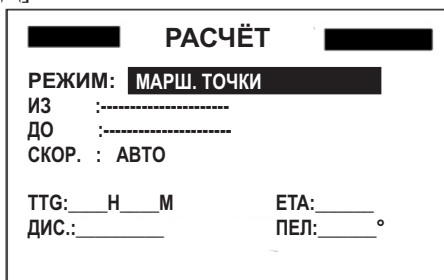 РАСЧЁТ
РЕЖИМ: МАРШ. ТОЧКИ
ИЗ :----------------------
ДО :----------------------
СКОР. : АВТО
TTG:____H____M ETA:______
ДИС.:_________ ПЕЛ:______°